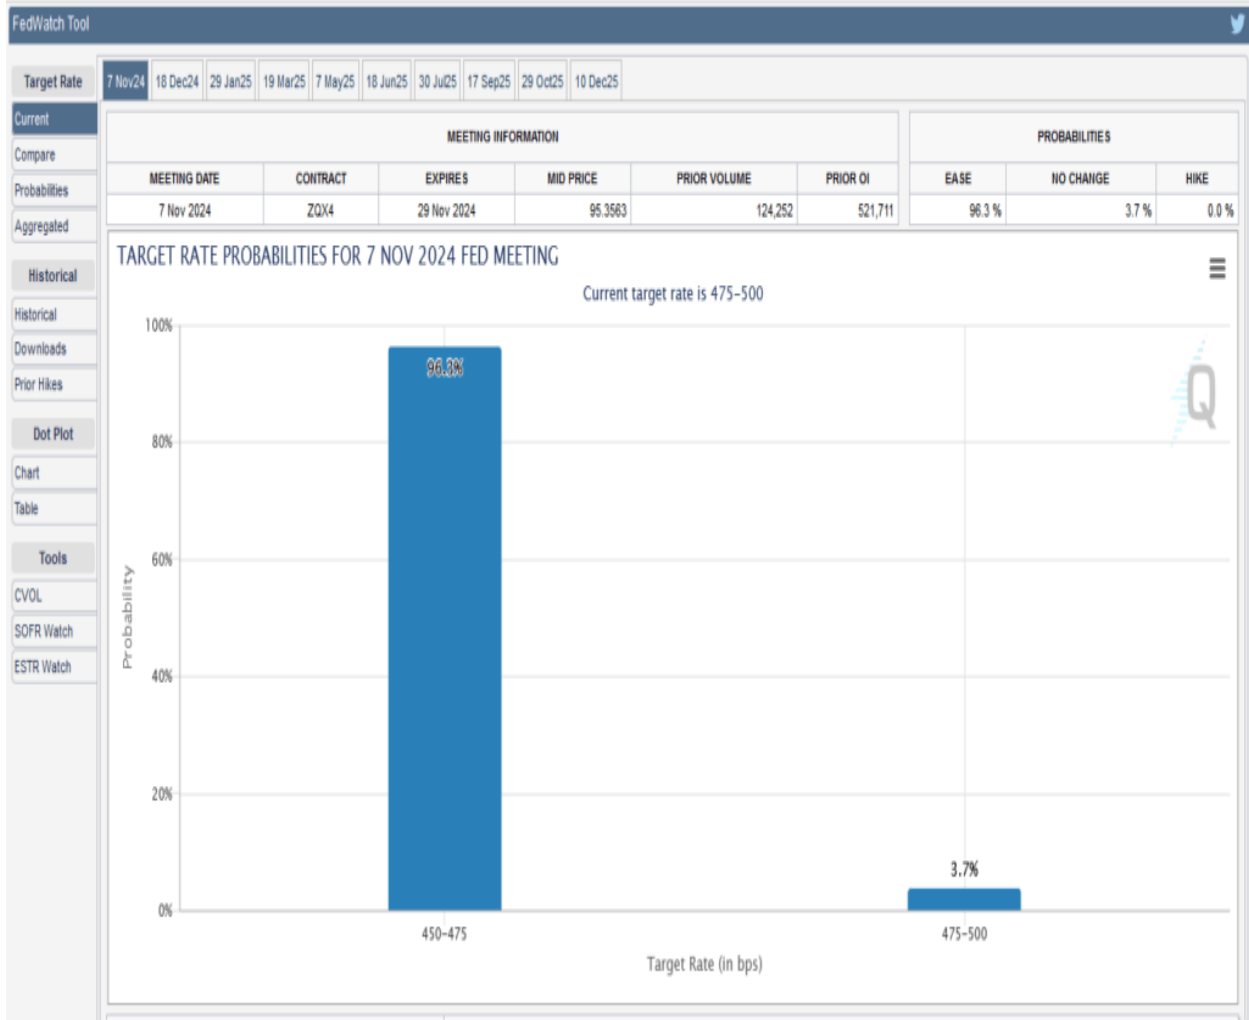 FedWatch Tool
Target Rate
Current
Compare
Probabilities
Aggregated
Historical
Historical
Downloads
Prior Hikes
Dot Plot
Chart
Table
Tools
CVOL
SOFR Watch
ESTR Watch
7 Nov24 18 Dec24 29 Jan25 19 Mar25 7 May25 18 Jun25 30 Jul25 17 Sep25 29 Oct25 10 Dec25
MEETING INFORMATION
MEETING DATE CONTRACT EXPIRES MID PRICE PRIOR VOLUME PRIOR OI
7 Nov 2024 ZQX4 29 Nov 2024 95.3563 124,252 521,711
PROBABILITIES
EASE NO CHANGE HIKE
96.3 % 3.7 % 0.0 %
TARGET RATE PROBABILITIES FOR 7 NOV 2024 FED MEETING
Current target rate is 475-500
Probability
100%
80%
60%
40%
20%
0%
96.3%
3.7%
450-475 475-500
Target Rate (in bps)
Q